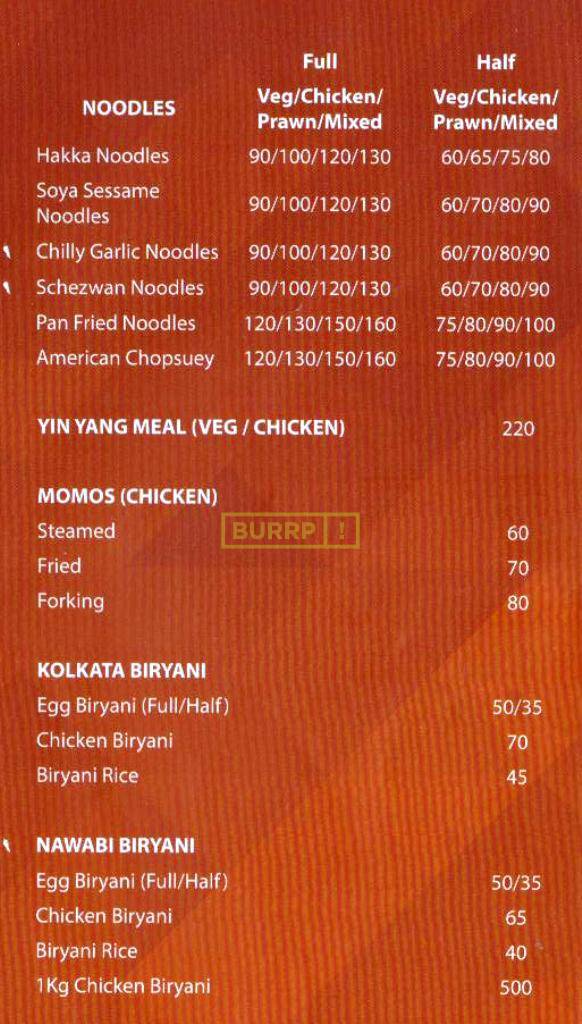 Full Half
NOODLES Veg/Chicken/ Veg/Chicken/
Prawn/Mixed Prawn/Mixed
Hakka Noodles 90/100/120/130 60/65/75/80
Soya Sessame
Noodles 90/100/120/130 60/70/80/90
Chilly Garlic Noodles 90/100/120/130 60/70/80/90
Schezwan Noodles 90/100/120/130 60/70/80/90
Pan Fried Noodles 120/130/150/160 75/80/90/100
American Chopsuey 120/130/150/160 75/80/90/100
YIN YANG MEAL (VEG / CHICKEN) 220
MOMOS (CHICKEN)
Steamed 60
BURRP!
Fried 70
Forking 80
KOLKATA BIRYANI
Egg Biryani (Full/Half) 50/35
Chicken Biryani 70
Biryani Rice 45
NAWABI BIRYANI
Egg Biryani (Full/Half) 50/35
Chicken Biryani 65
Biryani Rice 40
1Kg Chicken Biryani 500